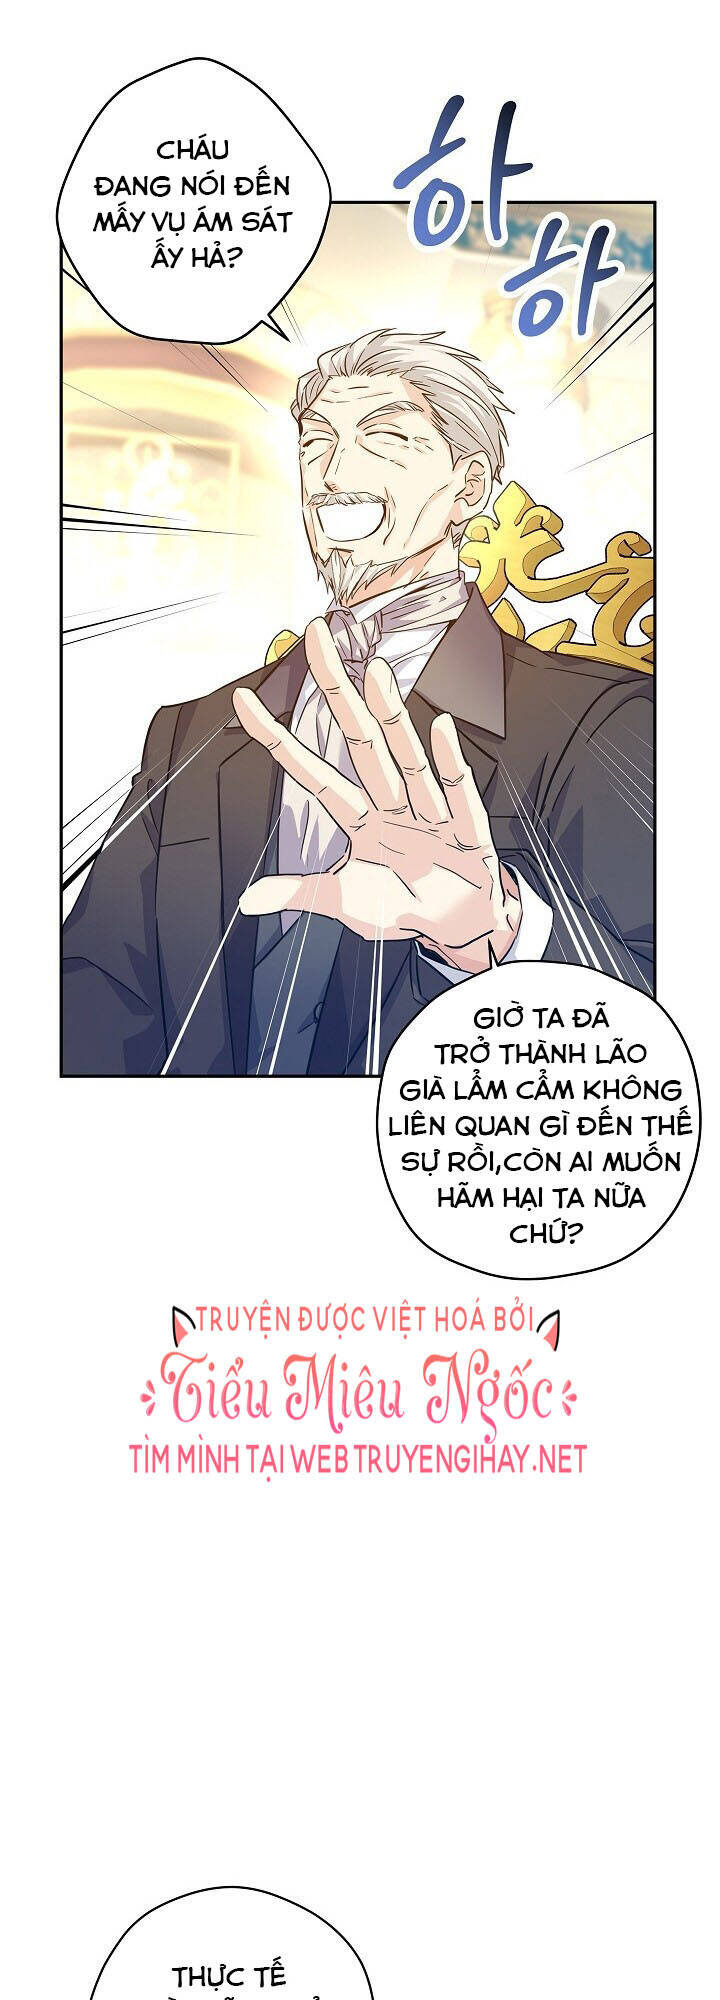 CHÁU
ĐANG NÓI ĐẾN
MẤY VỤ ÁM SÁT
ẤY HẢ?
하
하
GIỜ TA ĐÃ
TRỞ THÀNH LÃO
GIÀ LẨM CẨM KHÔNG
LIÊN QUAN GÌ ĐẾN THẾ
SỰ RỒI,CÒN AI MUỐN
HÃM HẠI TA NỮA
CHỨ?
TRUYỆN ĐƯỢC VIỆT HOÁ BỞI
Tiểu Miêu Ngốc
TÌM MÌNH TẠI WEB TRUYENGIHAY.NET
THỰC TẾ